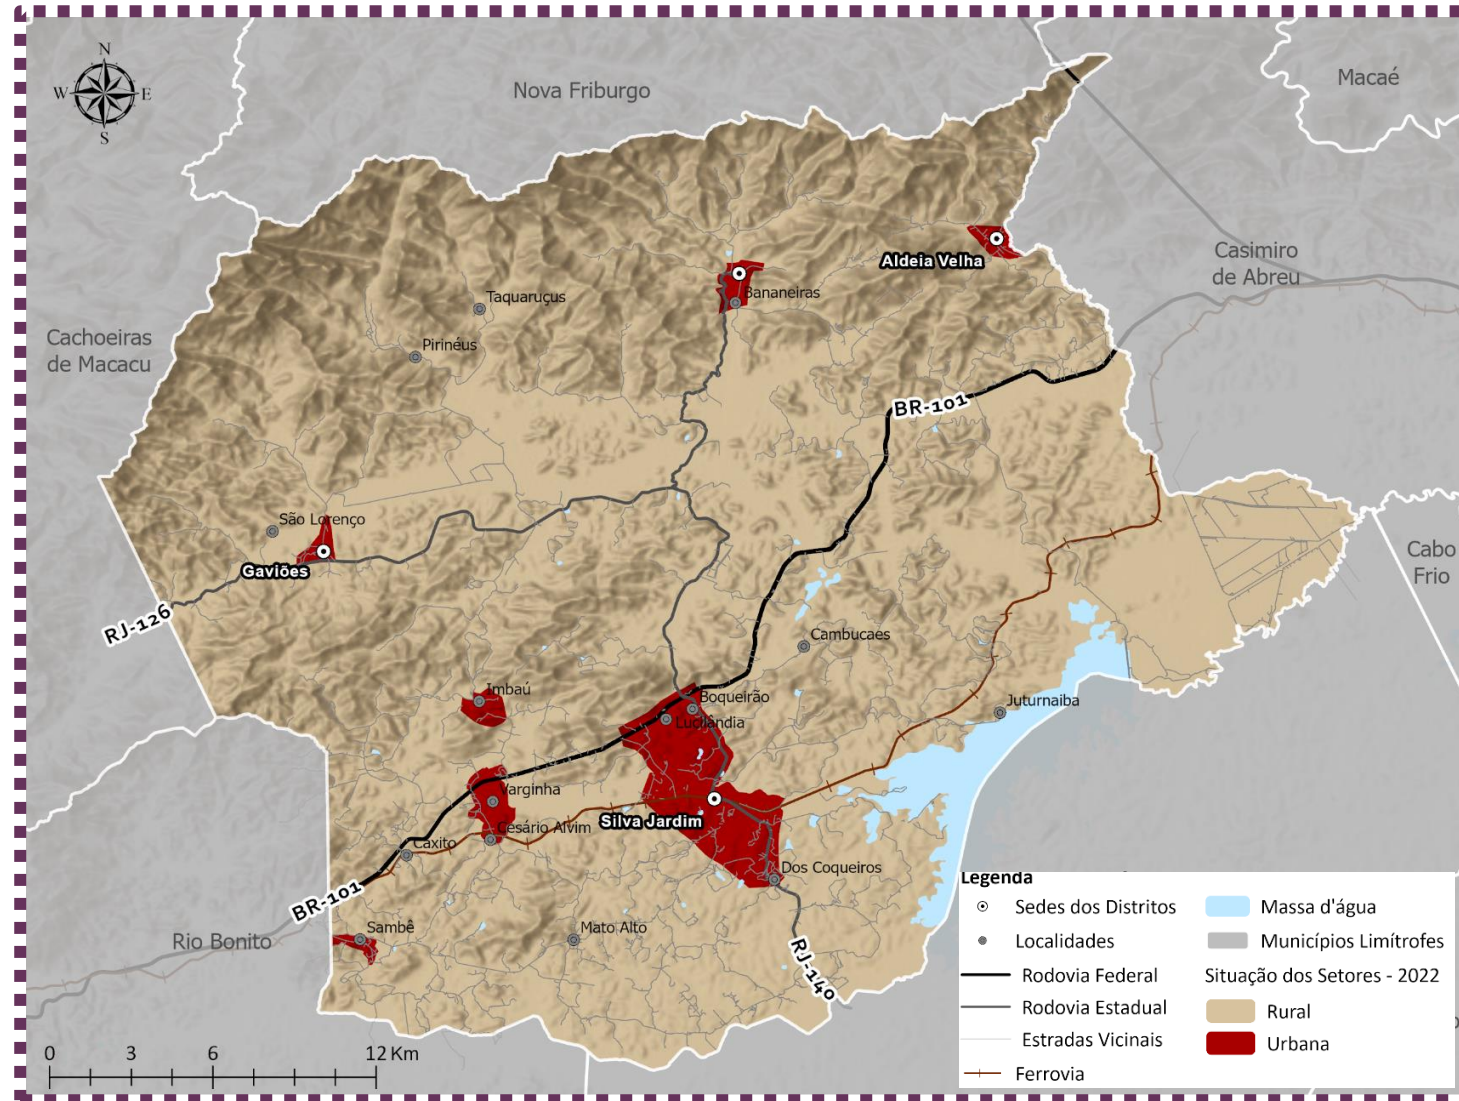 N
W
E
S
Nova Friburgo
Macaé
Casimiro
de Abreu
Aldeia Velha
Bananeiras
Taquaruçus
Cachoeiras
de Macacu
Pirinéus
BR-101
São Lorenço
Gaviões
Cabo
Frio
RJ-126
Cambucaes
Imbaú
Boqueirão
Lucilândia
Juturnaiba
Varginha
Silva Jardim
Cesário Alvim
Caxito
Dos Coqueiros
BR-101
Sambê
Mato Alto
Rio Bonito
RJ-140
Legenda
Sedes dos Distritos
Localidades
Rodovia Federal
Rodovia Estadual
Estradas Vicinais
Ferrovia
Massa d'água
Municípios Limítrofes
Situação dos Setores - 2022
Rural
Urbana
0 3 6 12 Km